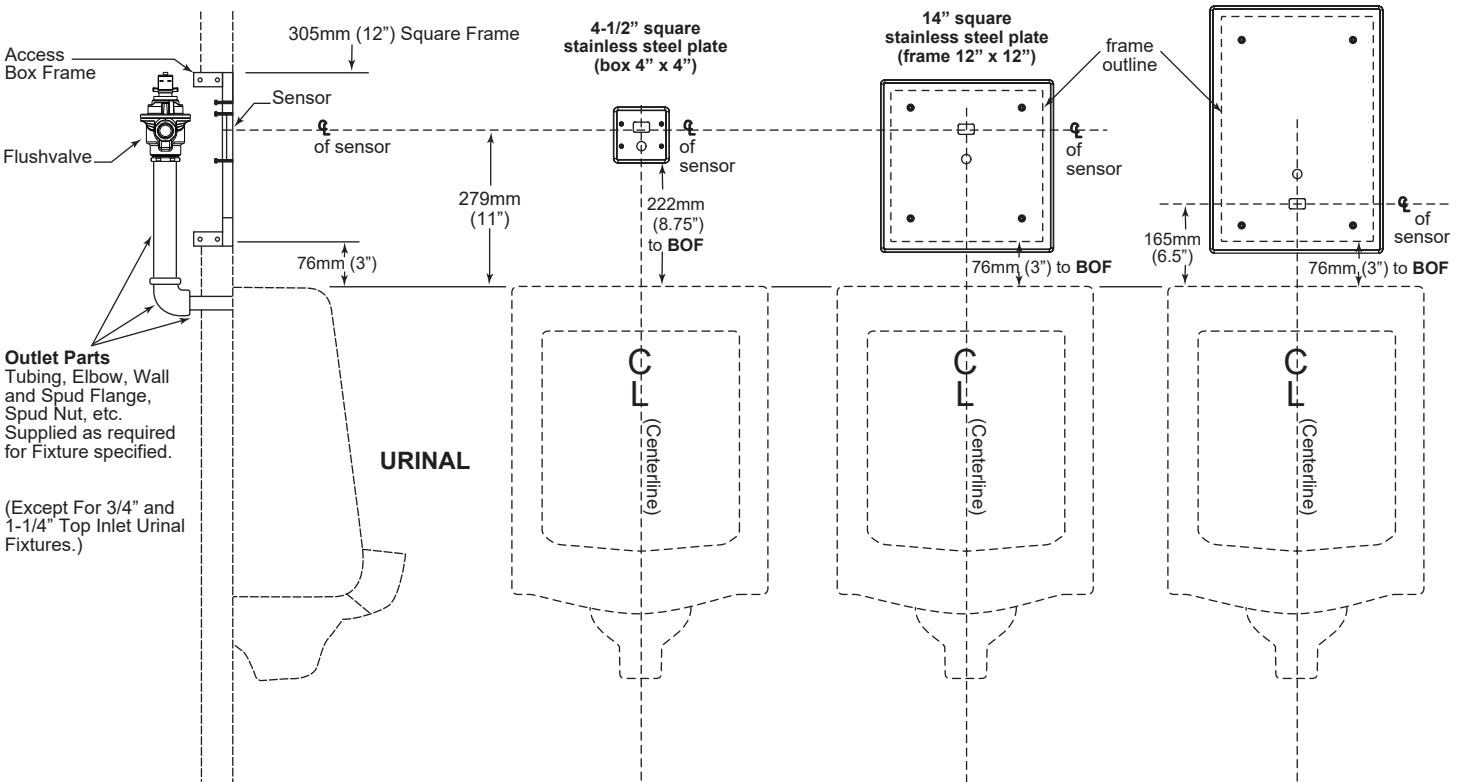 Access
Box Frame
305mm (12”) Square Frame
Sensor
Flushvalve
℄
of sensor
279mm
(11”)
76mm (3”)
Outlet Parts
Tubing, Elbow, Wall
and Spud Flange,
Spud Nut, etc.
Supplied as required
for Fixture specified.
(Except For 3/4” and
1-1/4” Top Inlet Urinal
Fixtures.)
URINAL
4-1/2” square
stainless steel plate
(box 4” x 4”)
℄
of
sensor
222mm
(8.75”)
to BOF
C
L
(Centerline)
14” square
stainless steel plate
(frame 12” x 12”)
frame
outline
℄
of
sensor
76mm (3”) to BOF
C
L
(Centerline)
℄
of
sensor
165mm
(6.5”)
76mm (3”) to BOF
C
L
(Centerline)